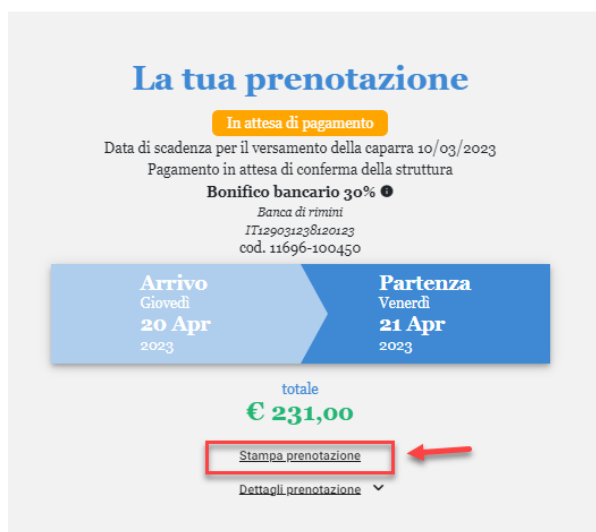 La tua prenotazione
In attesa di pagamento
Data di scadenza per il versamento della caparra 10/03/2023
Pagamento in attesa di conferma della struttura
Bonifico bancario 30%
Banca di rimini
IT129031238120123
cod. 11696-100450
Arrivo
Giovedì
20 Apr
2023
Partenza
Venerdì
21 Apr
2023
totale
€ 231,00
Stampa prenotazione
Dettagli prenotazione